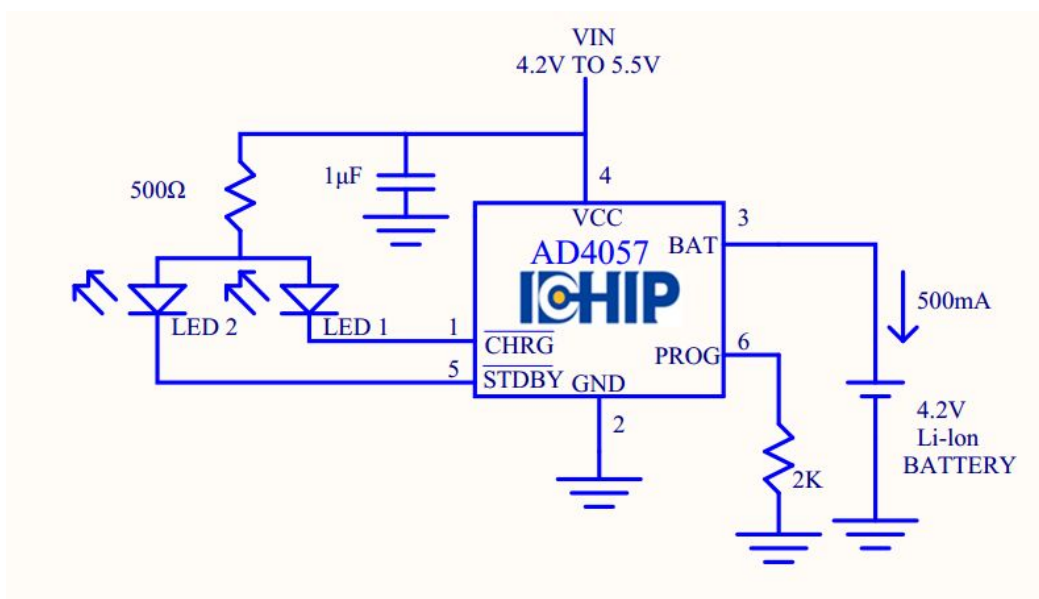 VIN
4.2V TO 5.5V
500Ω
1μF
4
VCC
3
AD4057
BAT
ICHIP
500mA
LED 2
LED 1
1
CHRG
PROG
6
5
STDBY
GND
2
4.2V
Li-lon
BATTERY
2K